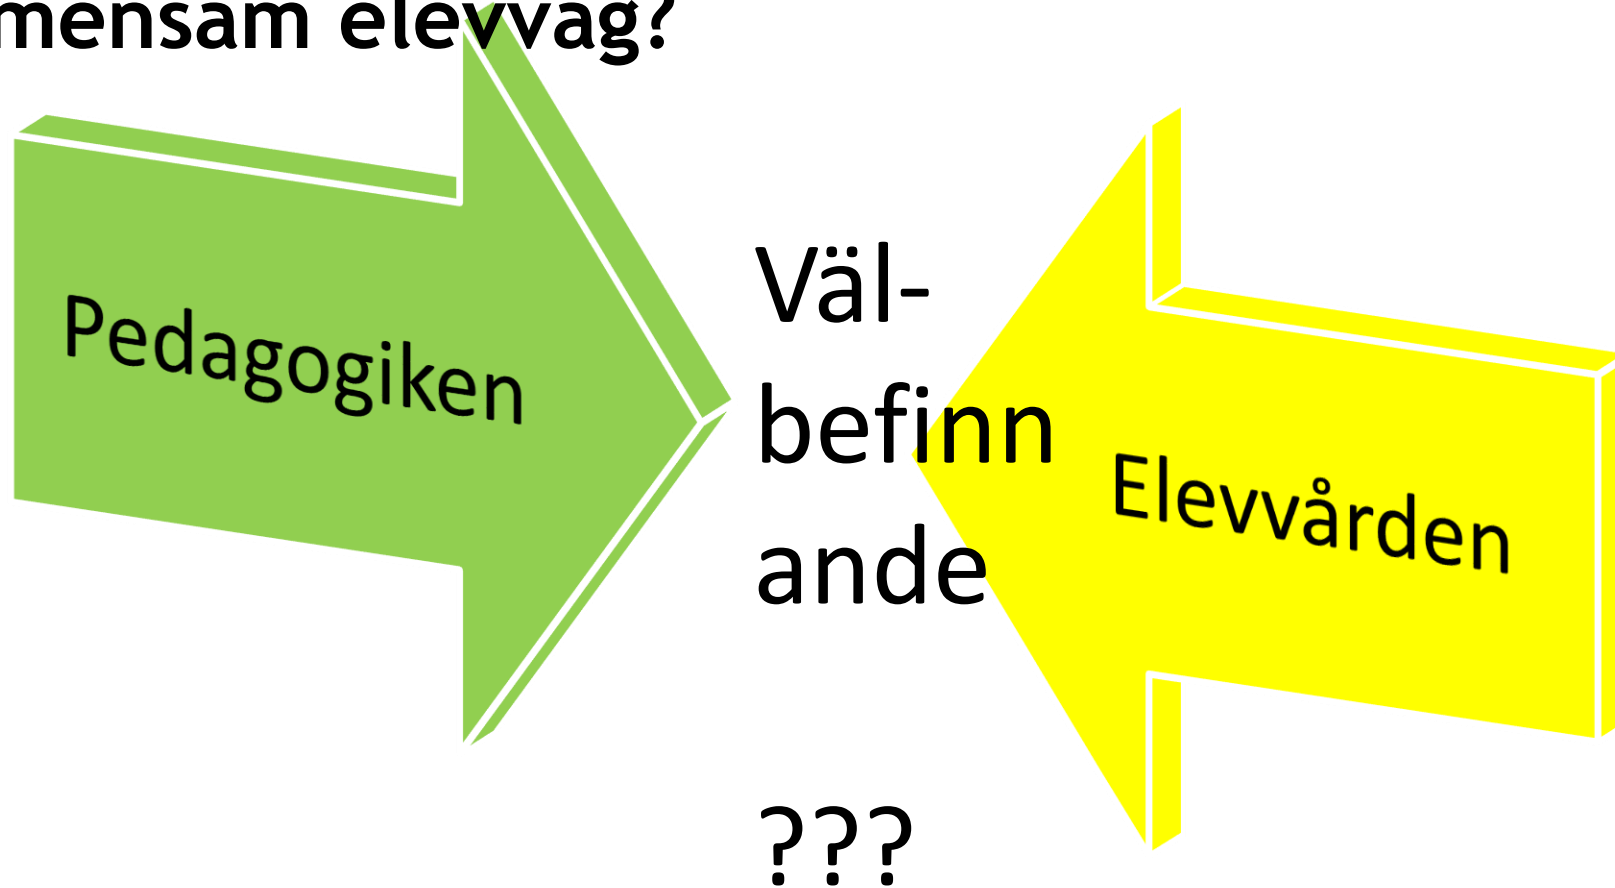 mensam elevväg?
Pedagogiken
Väl-
befinn
ande
Elevvården
???